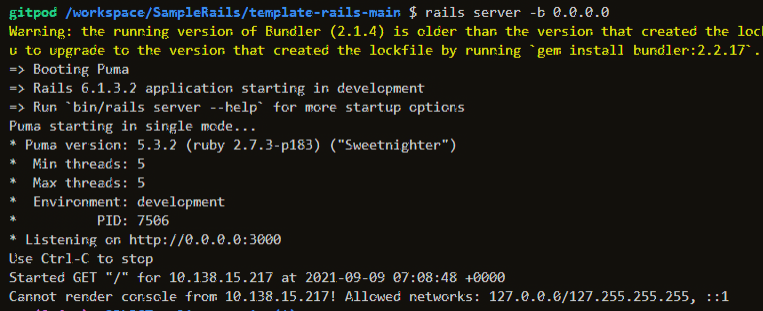 gitpod /workspace/SampleRails/template-rails-main $ rails server -b 0.0.0.0
Warning: the running version of Bundler (2.1.4) is older than the version that created the loc
u to upgrade to the version that created the lockfile by running `gem install bundler:2.2.17`.
=> Booting Puma
=> Rails 6.1.3.2 application starting in development
=> Run `bin/rails server --help` for more startup options
Puma starting in single mode...
* Puma version: 5.3.2 (ruby 2.7.3-p183) ("Sweetnighter")
*  Min threads: 5
*  Max threads: 5
*  Environment: development
*          PID: 7506
* Listening on http://0.0.0.0:3000
Use Ctrl-C to stop
Started GET "/" for 10.138.15.217 at 2021-09-09 07:08:48 +0000
Cannot render console from 10.138.15.217! Allowed networks: 127.0.0.0/127.255.255.255, ::1